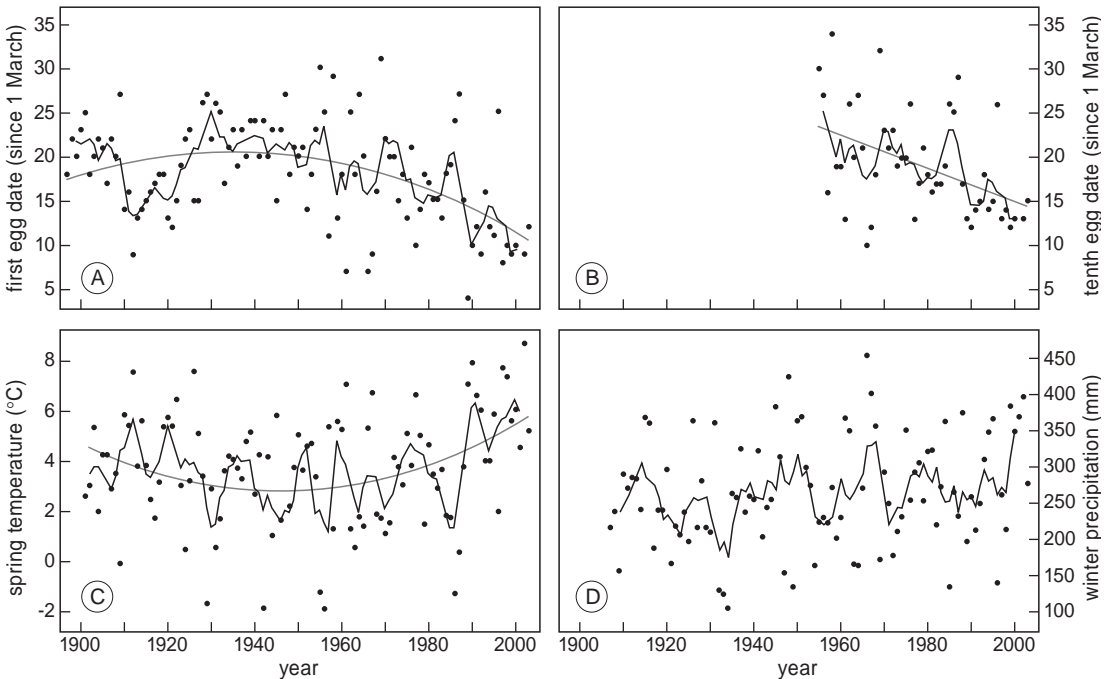 first egg date (since 1 March)
35
30
25
20
15
10
5
A
35
30
25
20
15
10
5
tenth egg date (since 1 March)
B
spring temperature (°C)
8
6
4
2
0
-2
C
1900 1920 1940 1960 1980 2000
year
450
400
350
300
250
200
150
100
winter precipitation (mm)
D
1900 1920 1940 1960 1980 2000
year